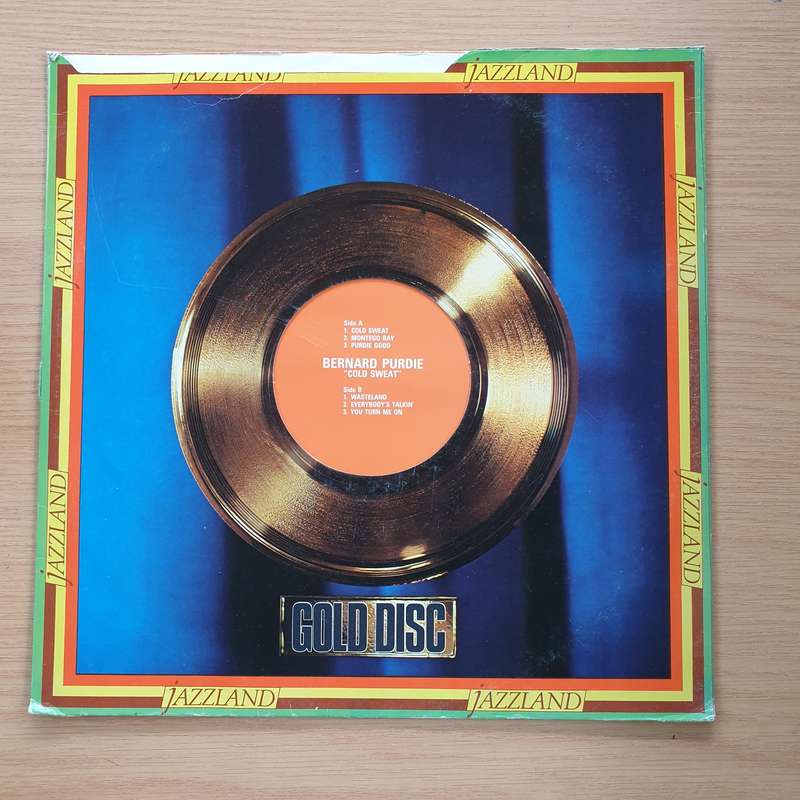 JAZZLAND
JAZZLAND
JAZZLAND
JAZZLAND
Side A
1. COLD SWEAT
2. MONTEGO BAY
3. PURDIE GOOD
BERNARD PURDIE
"COLD SWEAT"
Side B
1. WASTELAND
2. EVERYBODY'S TALKIN'
3. YOU TURN ME ON
JAZZLAND
JAZZLAND
GOLD DISC
JAZZLAND
JAZZLAND